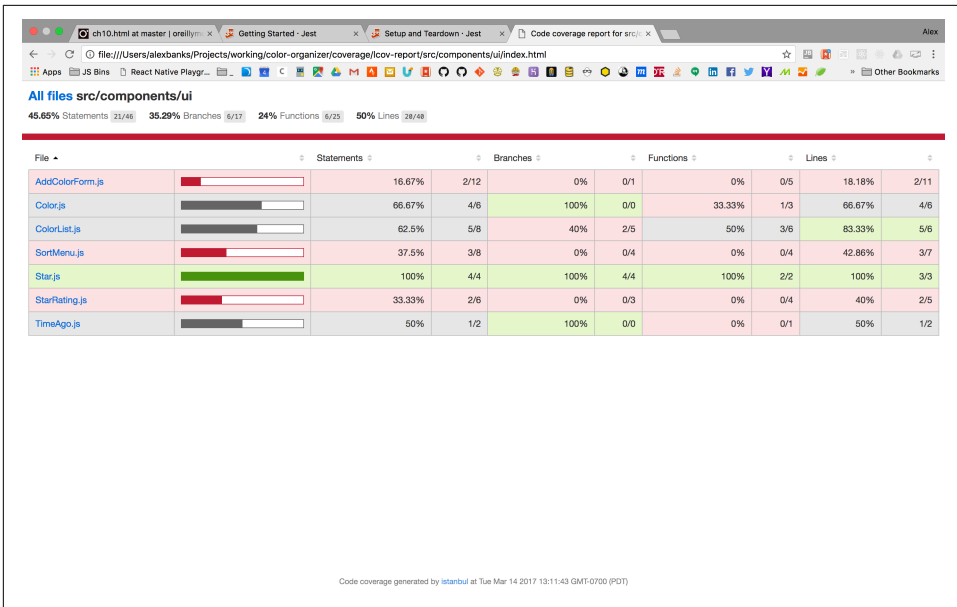 ch10.html at master | oreillym
Getting Started · Jest
Setup and Teardown · Jest
Code coverage report for src/c
Alex
file:///Users/alexbanks/Projects/working/color-organizer/coverage/lcov-report/src/components/ui/index.html
Apps JS Bins React Native Playgr... Other Bookmarks
All files src/components/ui
45.65% Statements 21/46 35.29% Branches 6/17 24% Functions 6/25 50% Lines 20/40
File Statements Branches Functions Lines
AddColorForm.js 16.67% 2/12 0% 0/1 0% 0/5 18.18% 2/11
Color.js 66.67% 4/6 100% 0/0 33.33% 1/3 66.67% 4/6
ColorList.js 62.5% 5/8 40% 2/5 50% 3/6 83.33% 5/6
SortMenu.js 37.5% 3/8 0% 0/4 0% 0/4 42.86% 3/7
Star.js 100% 4/4 100% 4/4 100% 2/2 100% 3/3
StarRating.js 33.33% 2/6 0% 0/3 0% 0/4 40% 2/5
TimeAgo.js 50% 1/2 100% 0/0 0% 0/1 50% 1/2
Code coverage generated by istanbul at Tue Mar 14 2017 13:11:43 GMT-0700 (PDT)